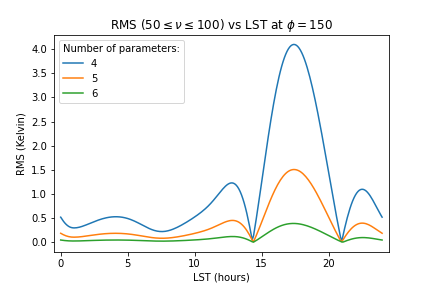 RMS (50 ≤ ν ≤ 100) vs LST at ϕ = 150
Number of parameters:
4
5
6
RMS (Kelvin)
4.0
3.5
3.0
2.5
2.0
1.5
1.0
0.5
0.0
0 5 10 15 20
LST (hours)